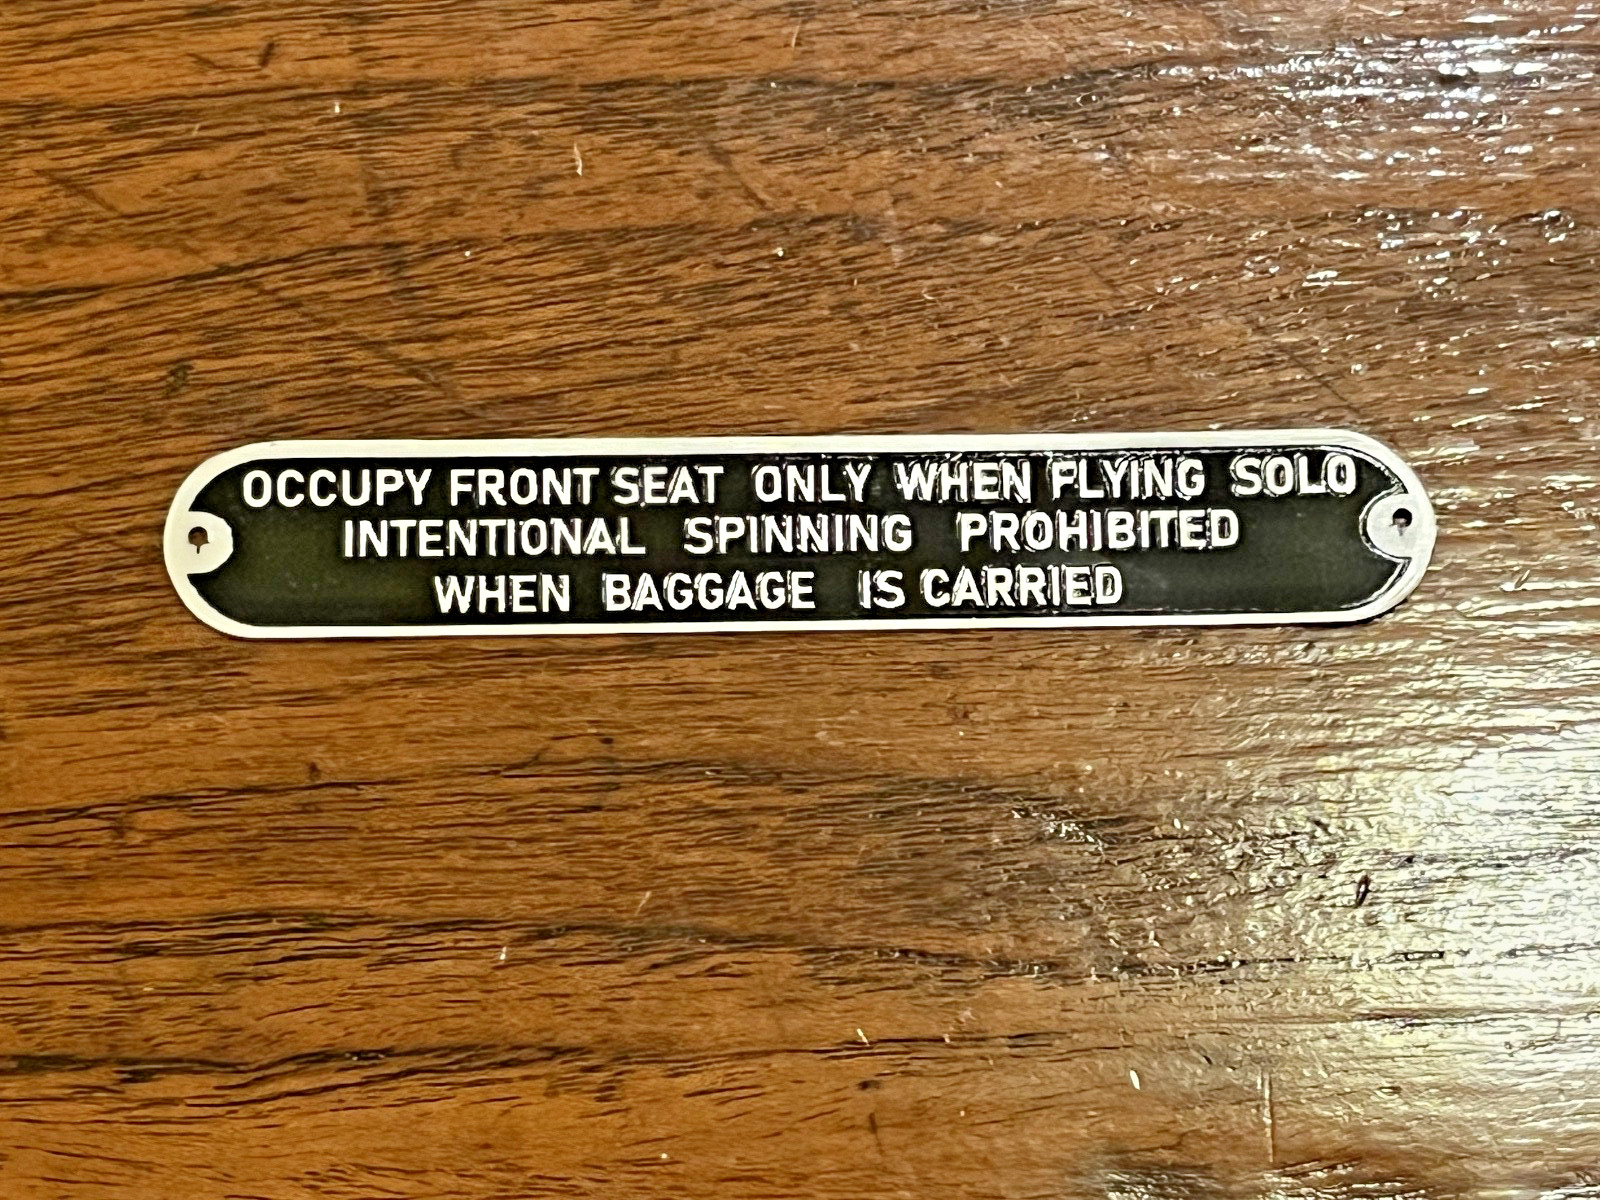 OCCUPY FRONT SEAT ONLY WHEN FLYING SOLO
INTENTIONAL SPINNING PROHIBITED
WHEN BAGGAGE IS CARRIED